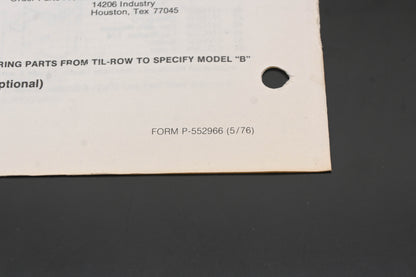 14206 Industry
Houston, Tex 77045
RING PARTS FROM TIL-ROW TO SPECIFY MODEL "B"
ptional)
FORM P-552966 (5/76)